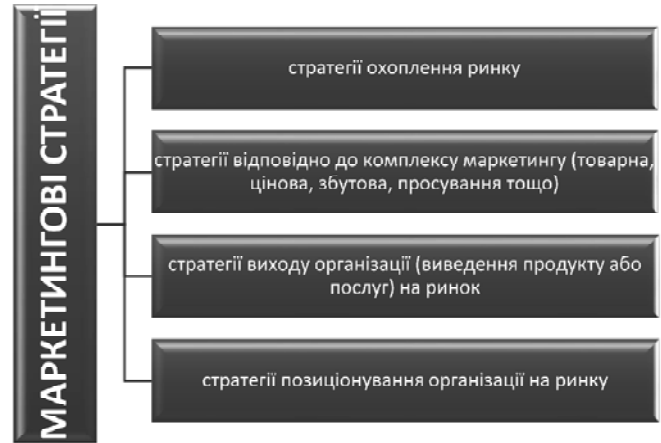 МАРКЕТИНГОВІ СТРАТЕГІЇ
стратегії охоплення ринку
стратегії відповідно до комплексу маркетингу (товарна,
цінова, збутова, просування тощо)
стратегії виходу організації (виведення продукту або
послуг) на ринок
стратегії позиціонування організації на ринку